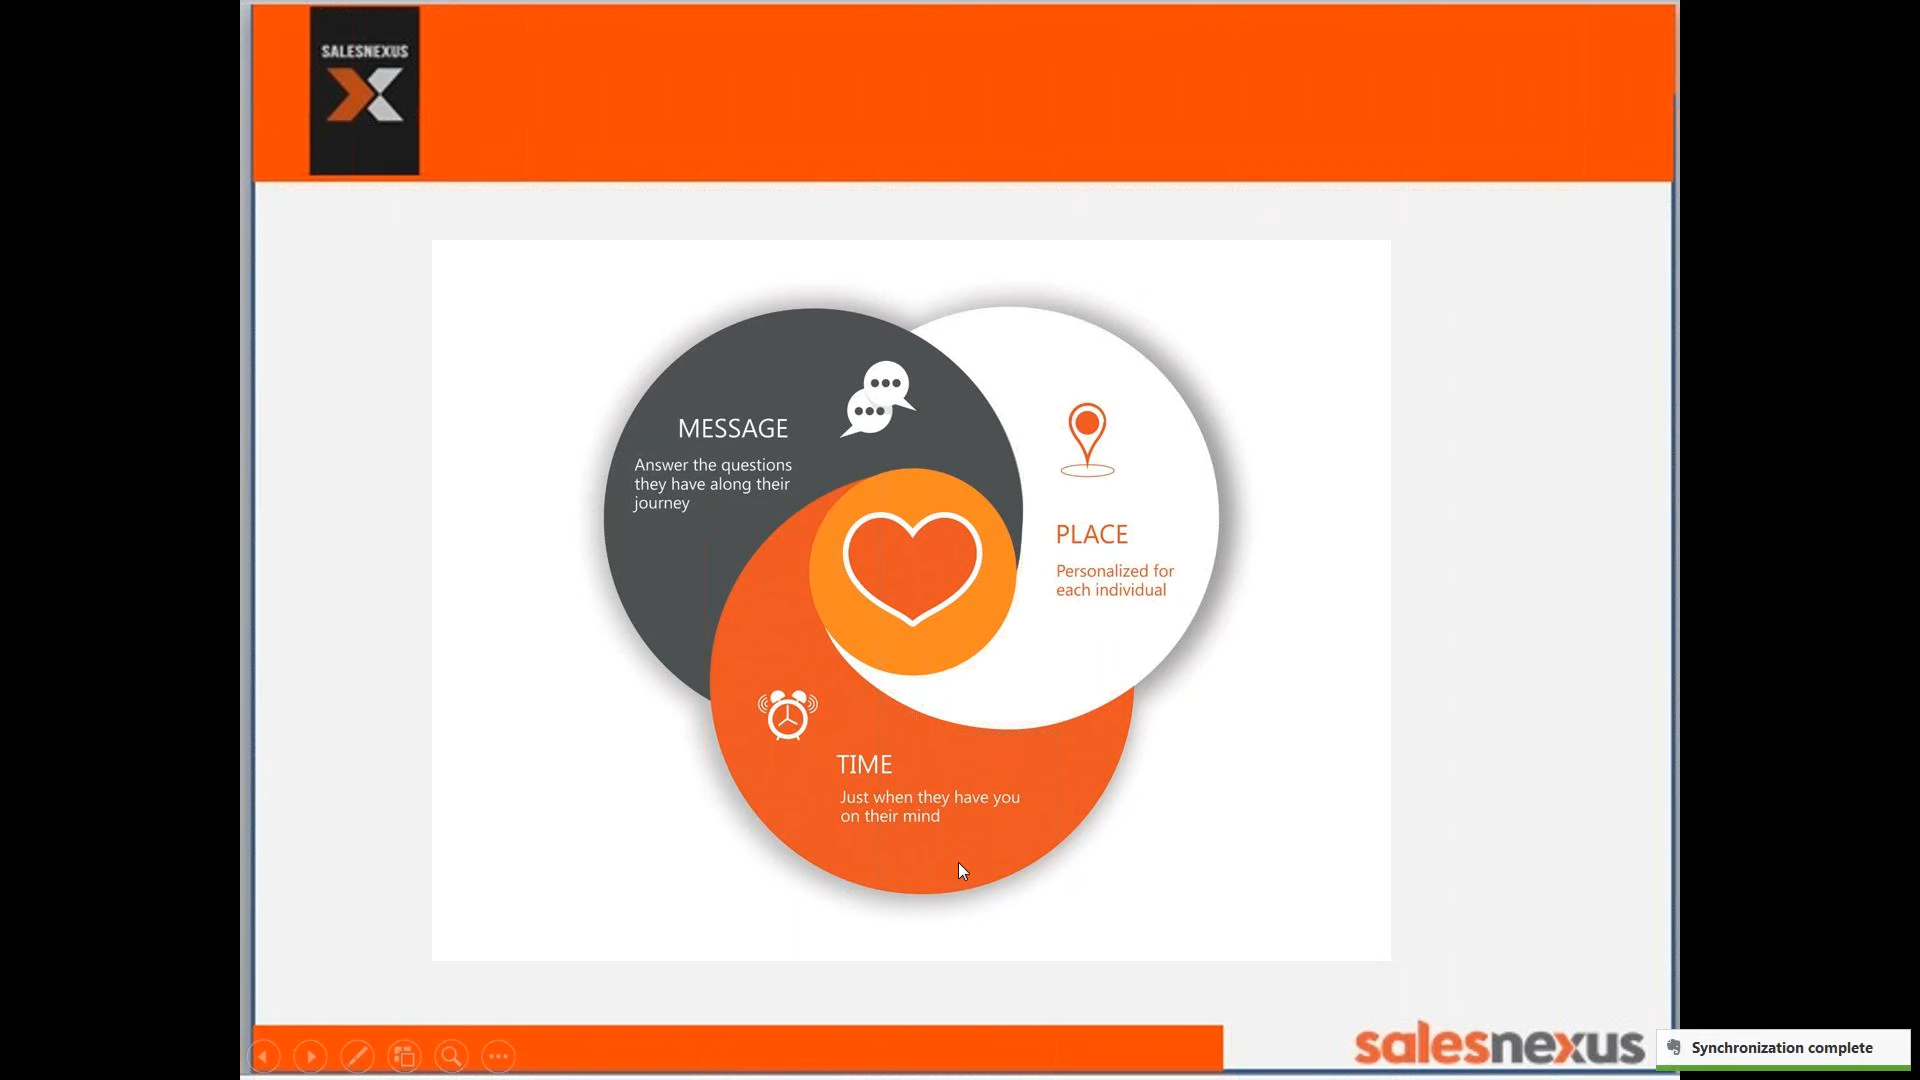 SALESNEXUS
MESSAGE
Answer the questions
they have along their
journey
PLACE
Personalized for
each individual
TIME
Just when they have you
on their mind
salesnexus
Synchronization complete